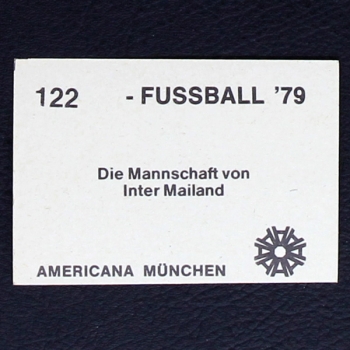 122 - FUSSBALL '79
Die Mannschaft von
Inter Mailand
AMERICANA MÜNCHEN